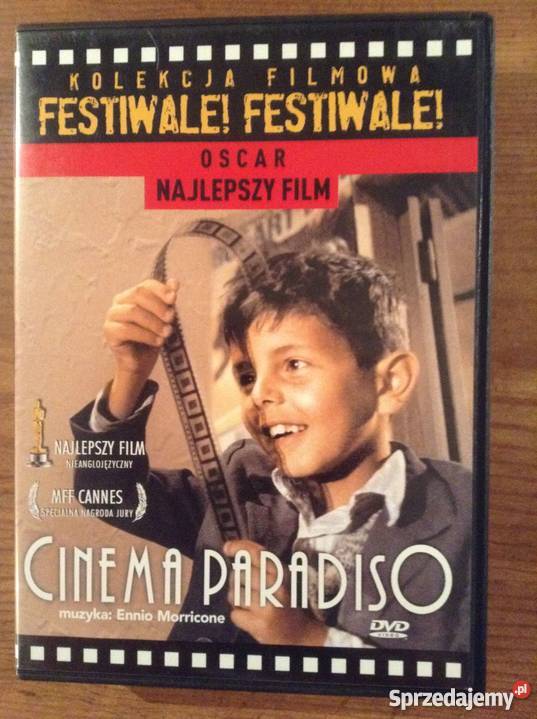 KOLEKCJA FILMOWA
FESTIWALE! FESTIWALE!
OSCAR
NAJLEPSZY FILM
NAJLEPSZY FILM
NIEANGLOJĘZYCZNY
MFF CANNES
SPECJALNA NAGRODA JURY
CINEMA PARADISO
muzyka: Ennio Morricone
DVD
VIDEO
Sprzedajemy.pl